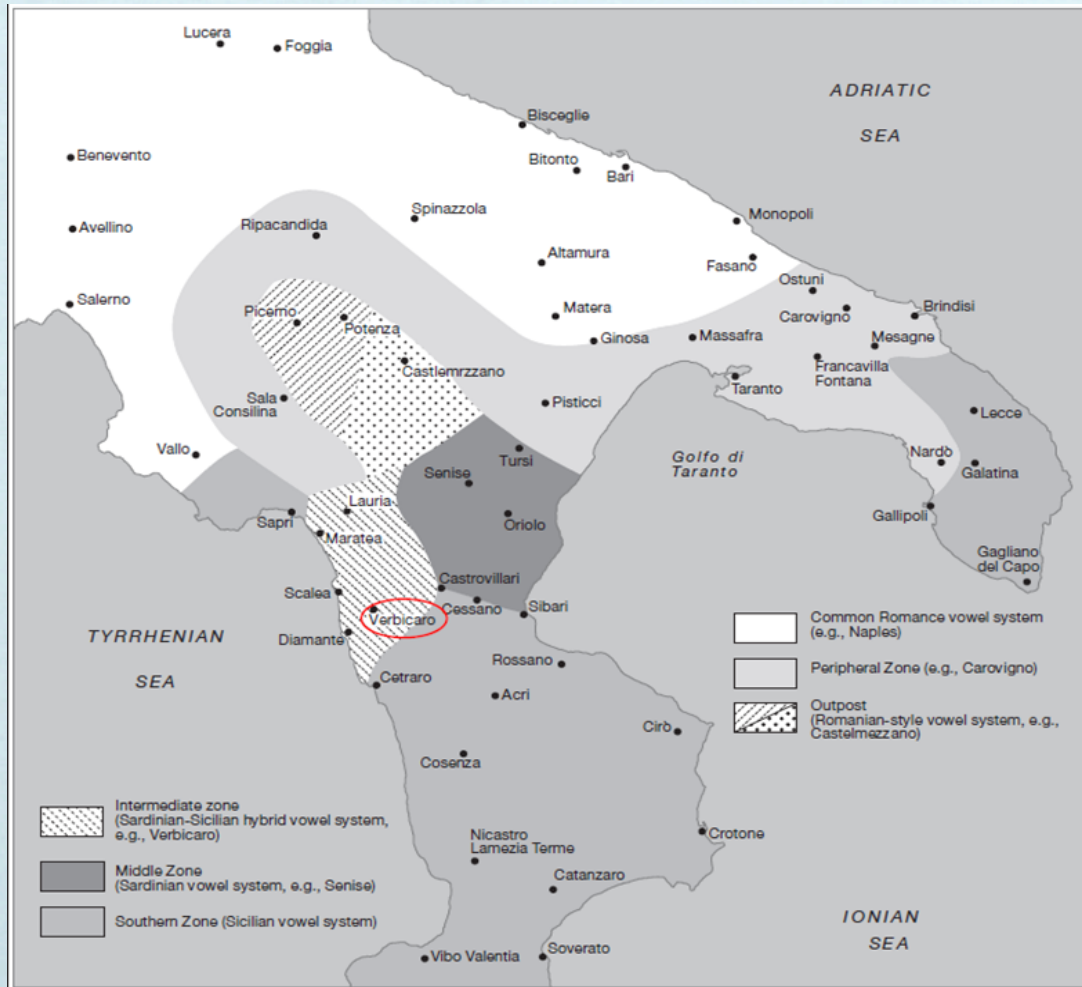 Lucera
Foggia
ADRIATIC
SEA
Bisceglie
Benevento
Bitonto
Bari
Spinazzola
Monopoli
Avellino
Ripacandida
Altamura
Fasano
Ostuni
Salerno
Picerno
Potenza
Matera
Carovigno
Brindisi
Ginosa
Massafra
Mesagne
Castlemrzzano
Francavilla
Fontana
Sala
Consilina
Pisticci
Taranto
Lecce
Vallo
Tursi
Golfo di
Taranto
Nardò
Senise
Galatina
Lauria
Sapri
Oriolo
Gallipoli
Maratea
Gagliano
del Capo
Castrovillari
Scalea
Cessano
Sibari
Verbicaro
TYRRHENIAN
SEA
Diamante
Rossano
Cetraro
Acri
Cirò
Cosenza
Crotone
Nicastro
Lamezia Terme
Catanzaro
IONIAN
SEA
Vibo Valentia
Soverato
Common Romance vowel system
(e.g., Naples)
Peripheral Zone (e.g., Carovigno)
Outpost
(Romanian-style vowel system, e.g.,
Castelmezzano)
Intermediate zone
(Sardinian-Sicilian hybrid vowel system,
e.g., Verbicaro)
Middle Zone
(Sardinian vowel system, e.g., Senise)
Southern Zone (Sicilian vowel system)